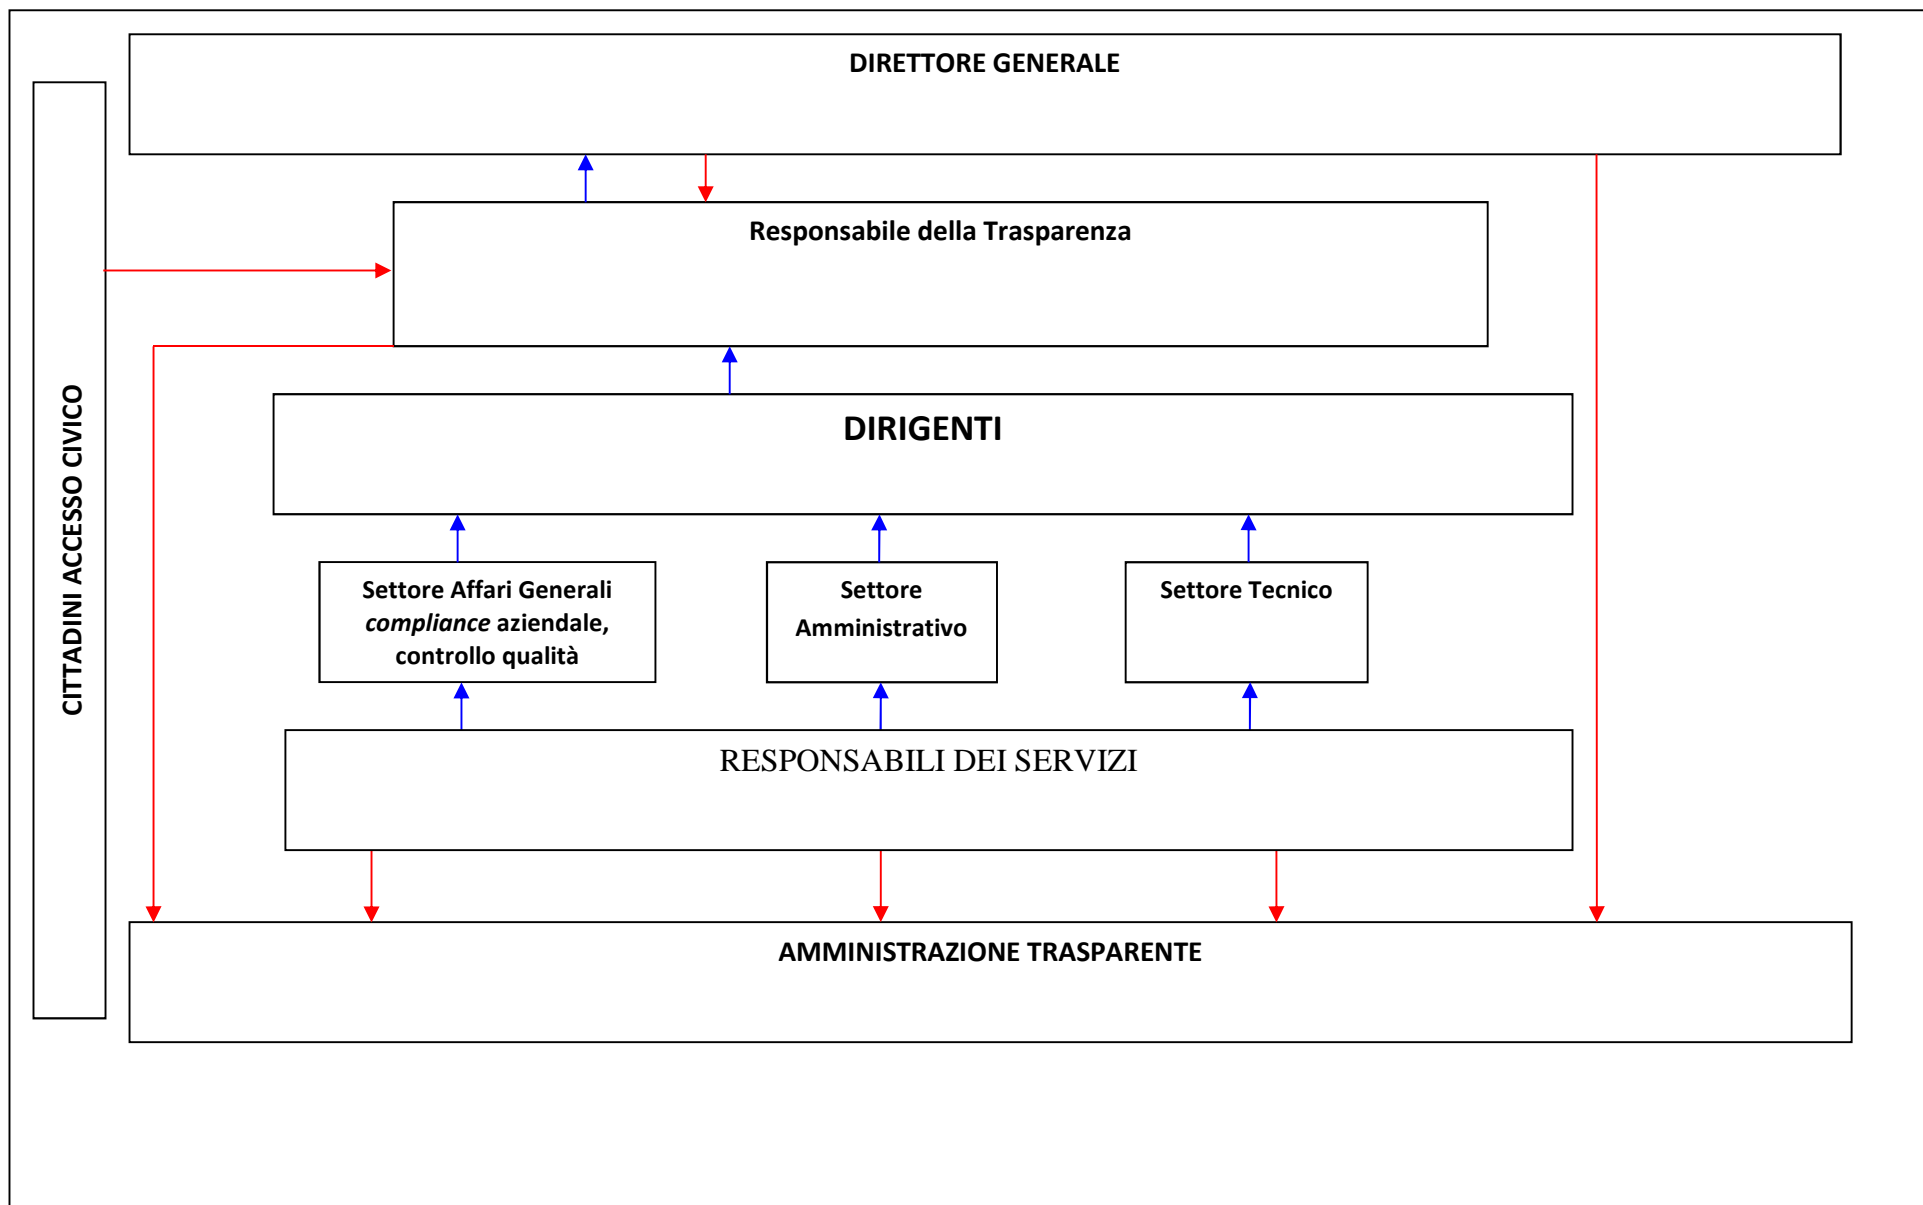 DIRETTORE GENERALE
Responsabile della Trasparenza
CITTADINI ACCESSO CIVICO
DIRIGENTI
Settore Affari Generali
compliance aziendale,
controllo qualità
Settore
Amministrativo
Settore Tecnico
RESPONSABILI DEI SERVIZI
AMMINISTRAZIONE TRASPARENTE